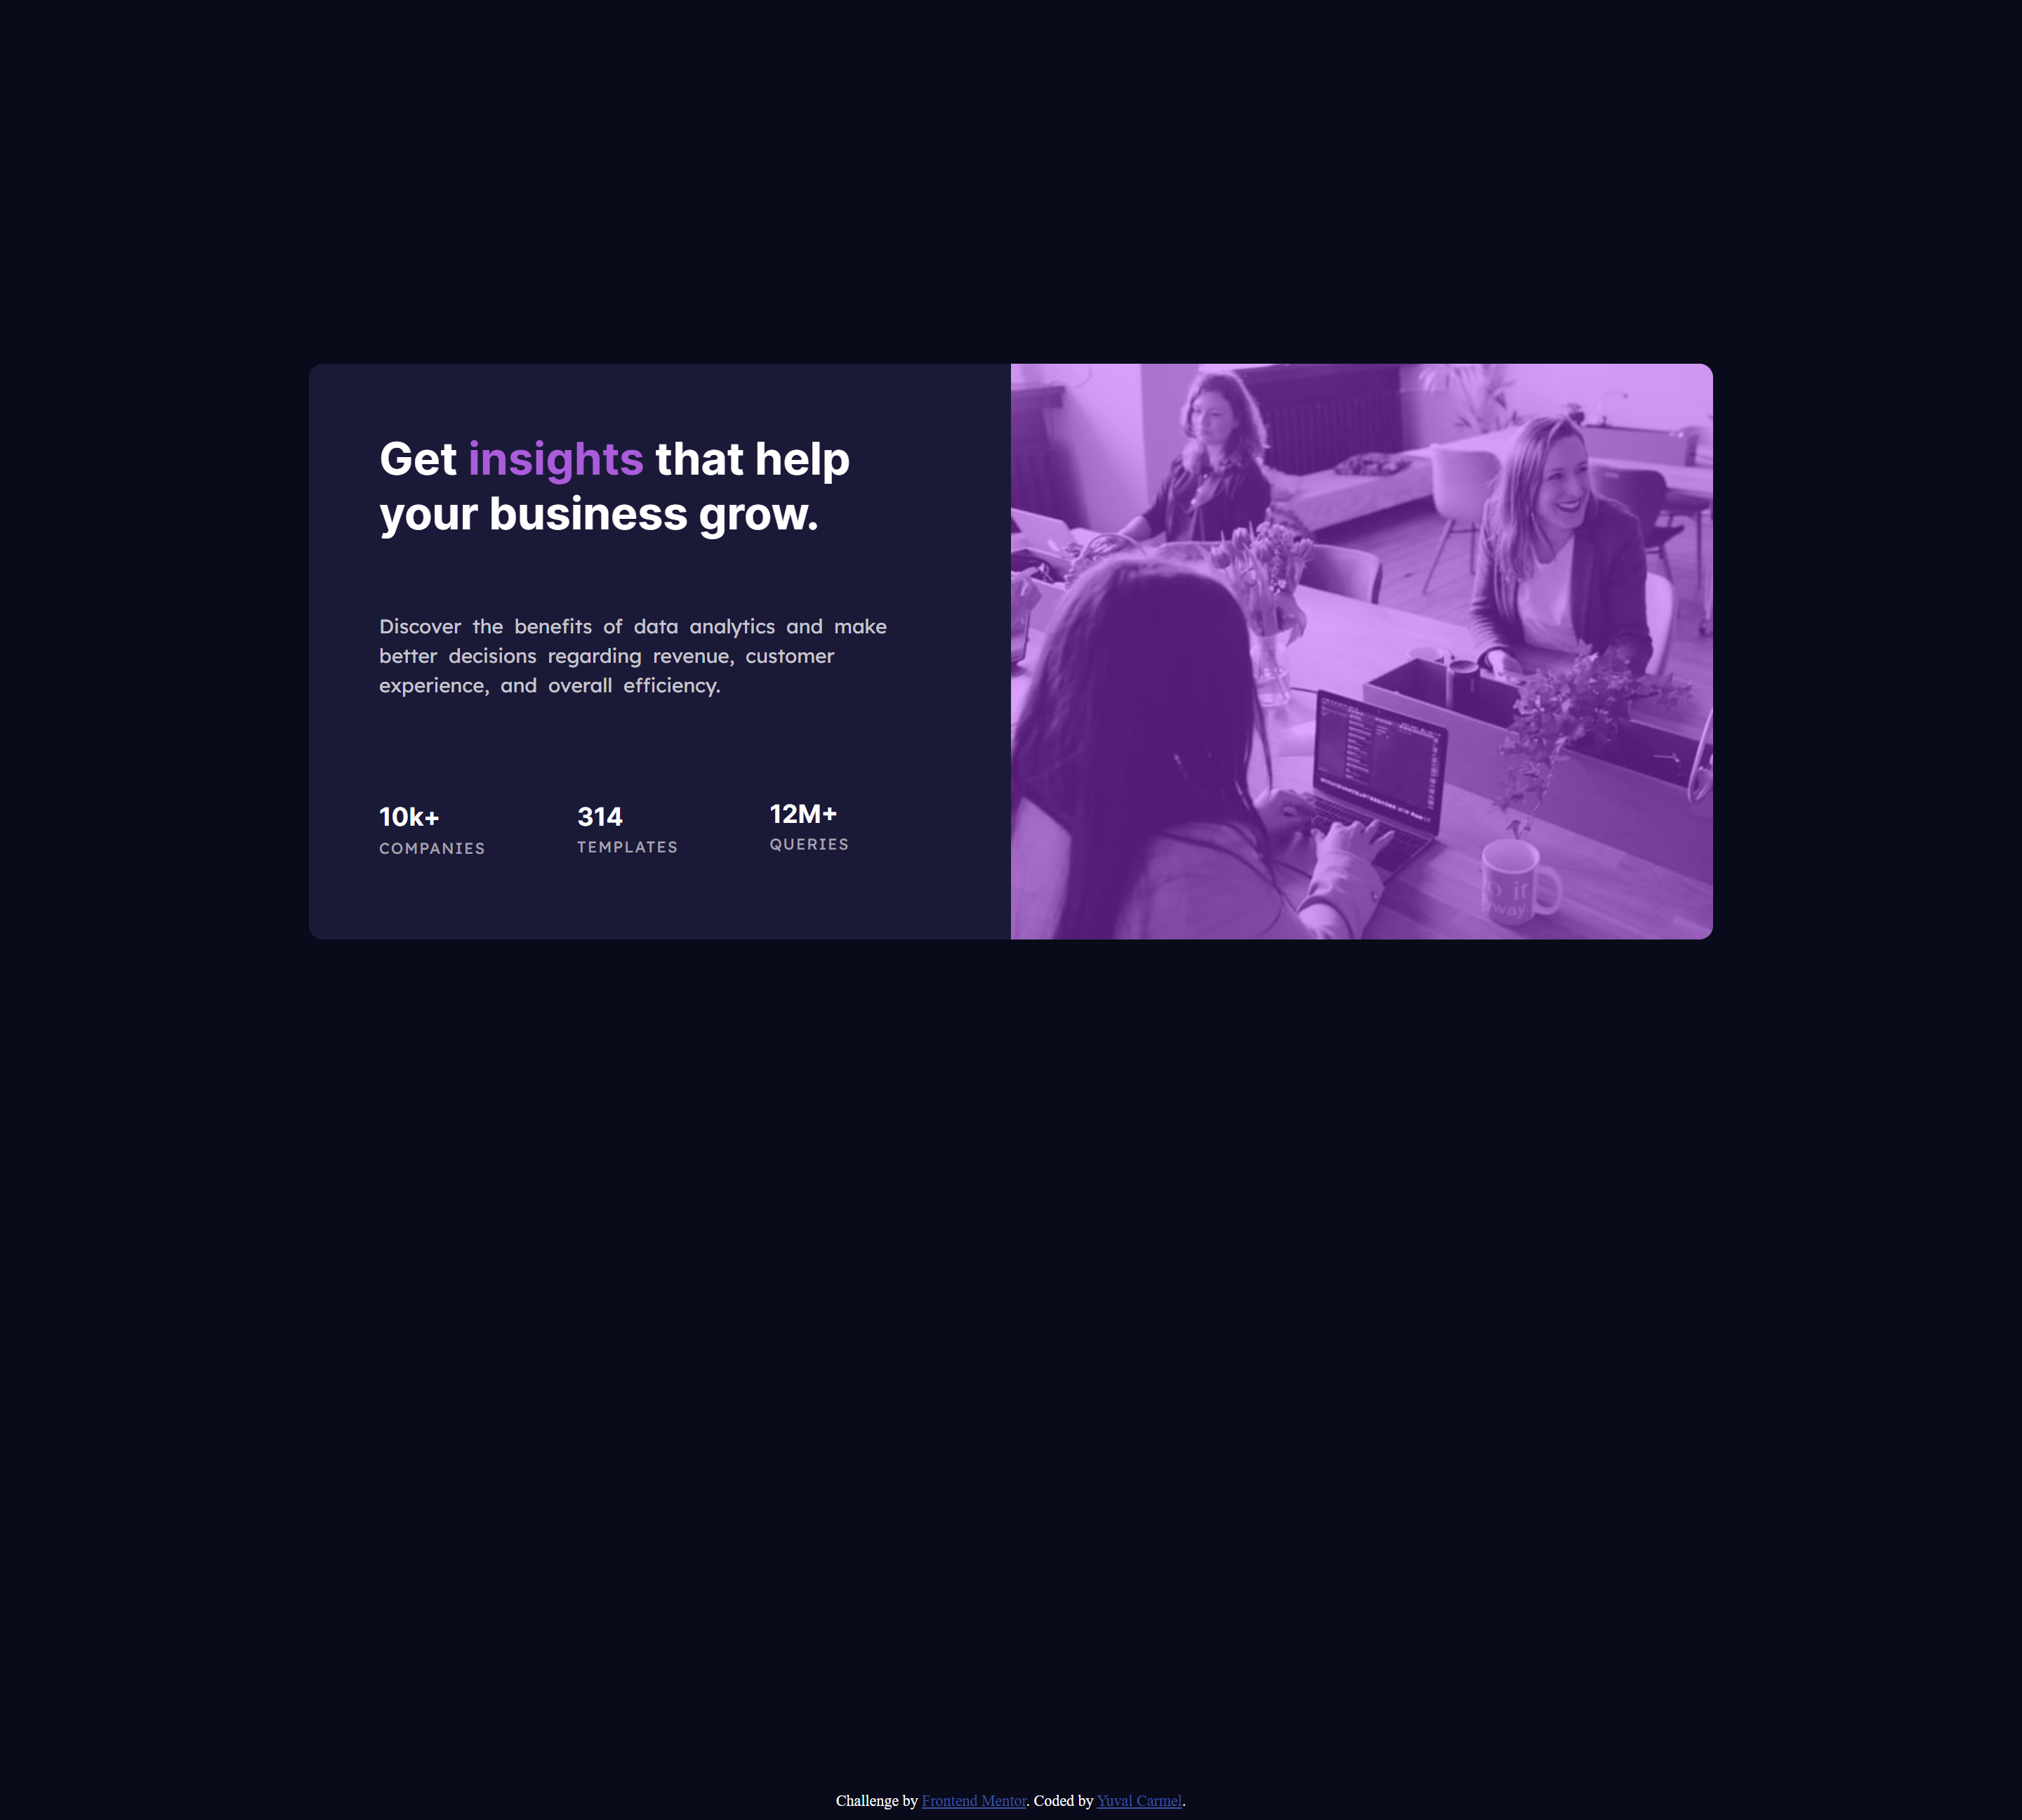 Get insights that help
your business grow.
Discover the benefits of data analytics and make
better decisions regarding revenue, customer
experience, and overall efficiency.
10k+
COMPANIES
314
TEMPLATES
12M+
QUERIES
Challenge by Frontend Mentor. Coded by Yuval Carmel.